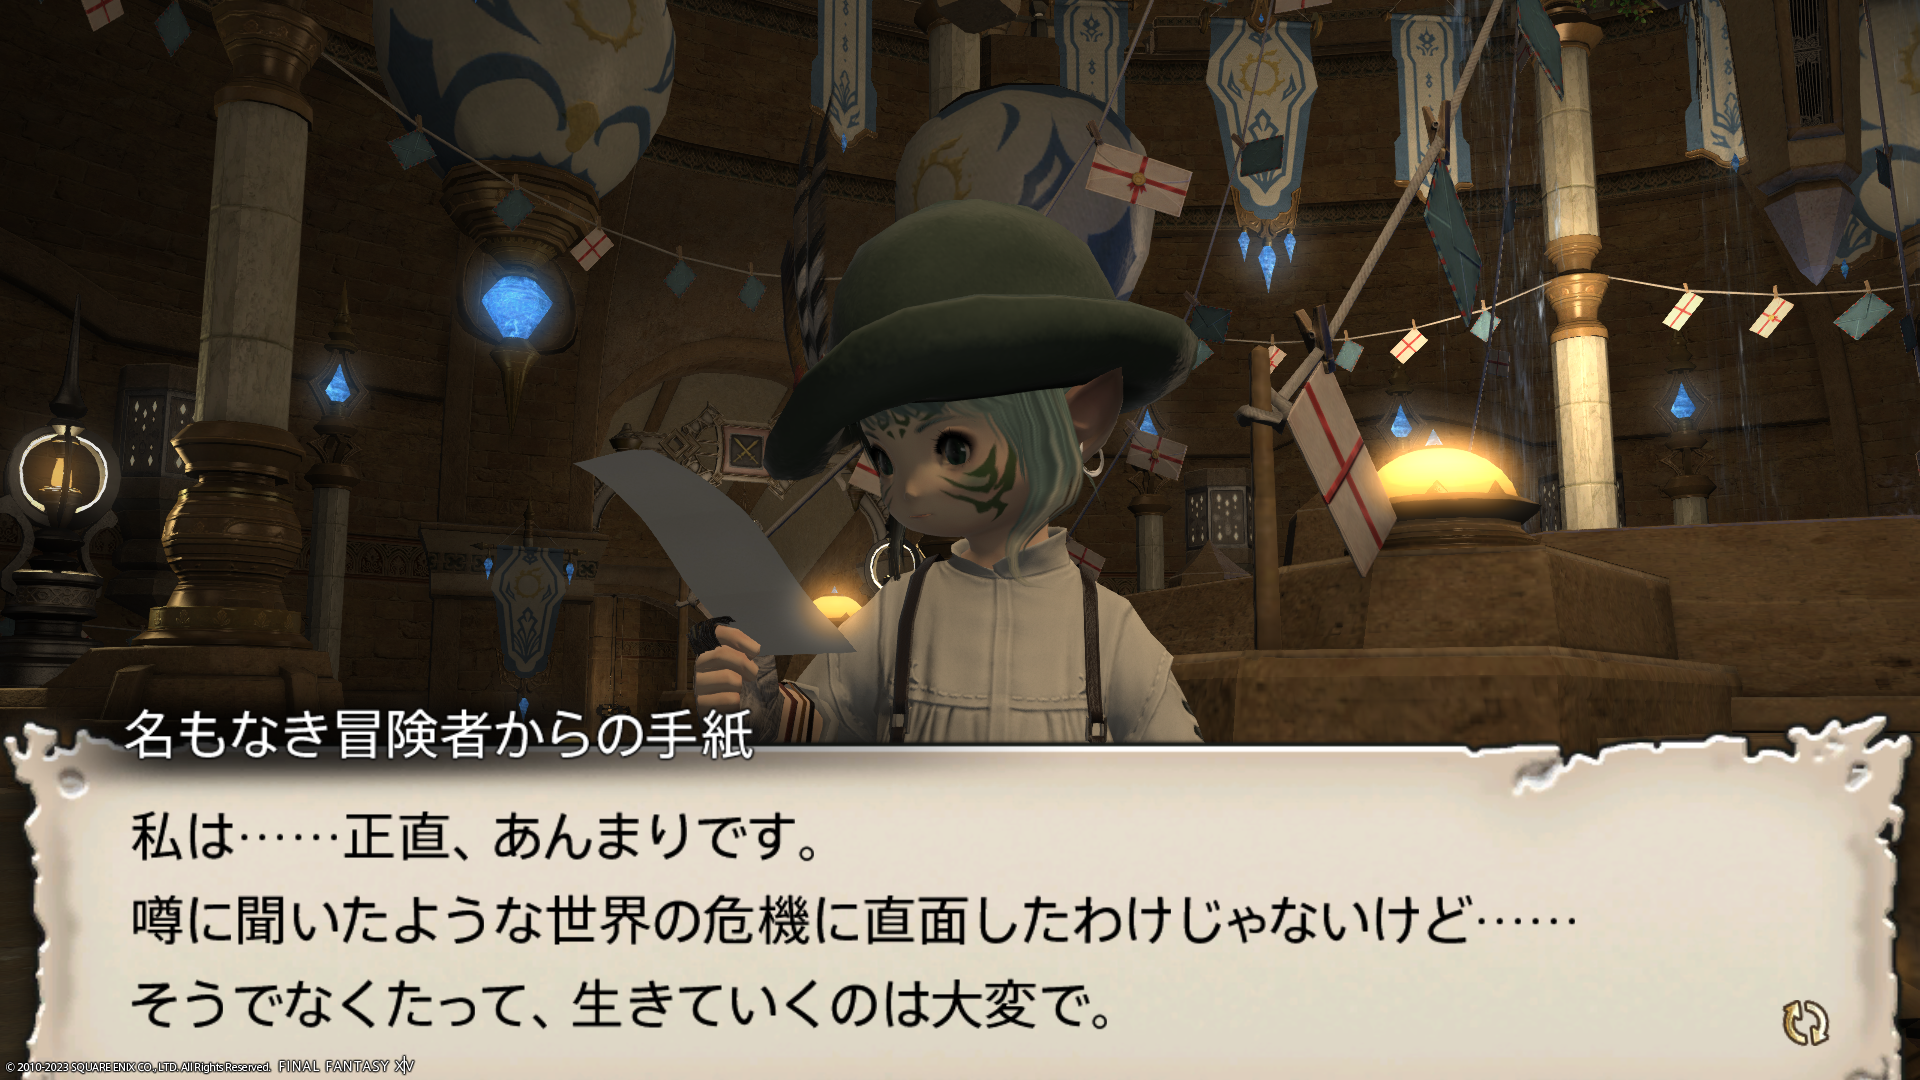 名もなき冒険者からの手紙
私は……正直、あんまりです。
噂に聞いたような世界の危機に直面したわけじゃないけど……
そうでなくたって、生きていくのは大変で。
© 2010-2023 SQUARE ENIX CO., LTD. All Rights Reserved. FINAL FANTASY XIV